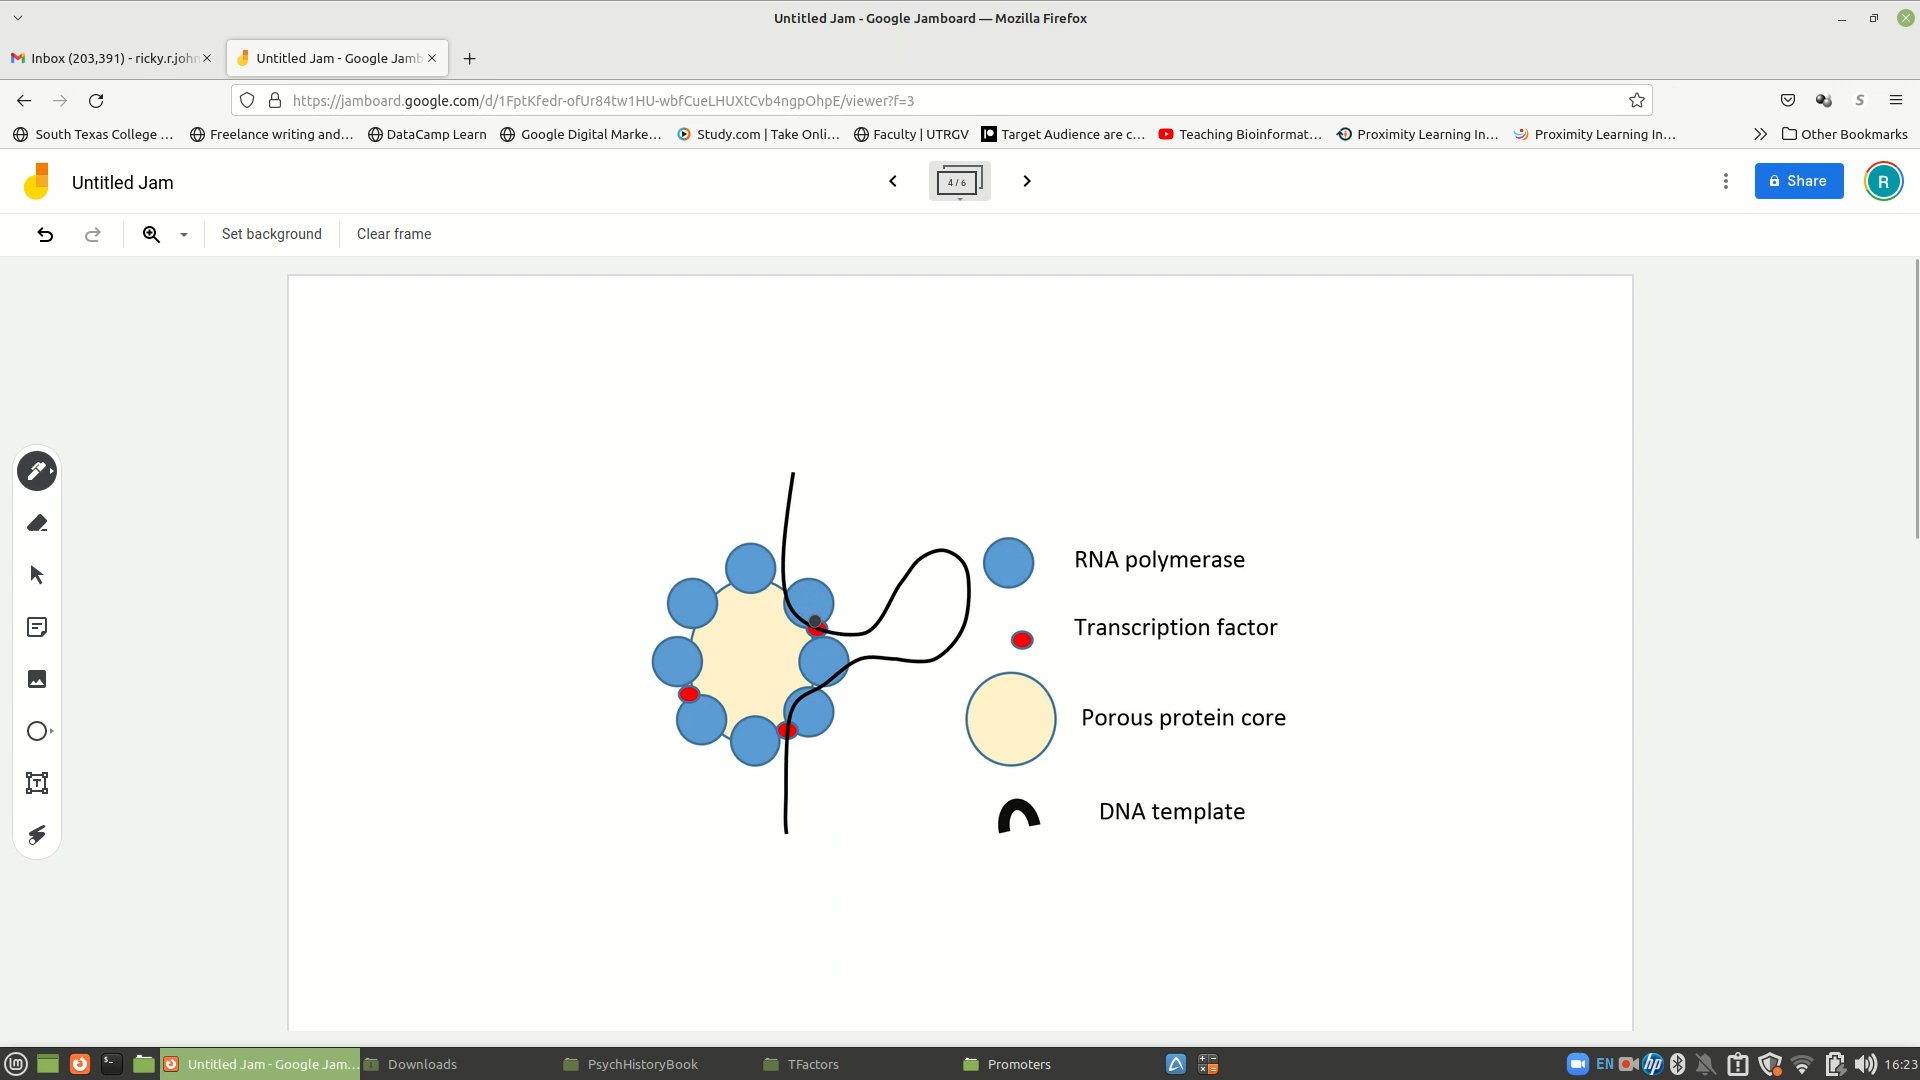 Untitled Jam - Google Jamboard — Mozilla Firefox
Inbox (203,391) - ricky.r.john
Untitled Jam - Google Jamb
https://jamboard.google.com/d/1FptKfedr-ofUr84tw1HU-wbfCueLHUXtCvb4ngpOhpE/viewer?f=3
South Texas College ...
Freelance writing and...
DataCamp Learn
Google Digital Marke...
Study.com | Take Onli...
Faculty | UTRGV
Target Audience are c...
Teaching Bioinformat...
Proximity Learning In...
Proximity Learning In...
Other Bookmarks
Untitled Jam
4 / 6
Share
R
Set background
Clear frame
RNA polymerase
Transcription factor
Porous protein core
DNA template
Untitled Jam - Google Jam...
Downloads
PsychHistoryBook
TFactors
Promoters
EN
16:23